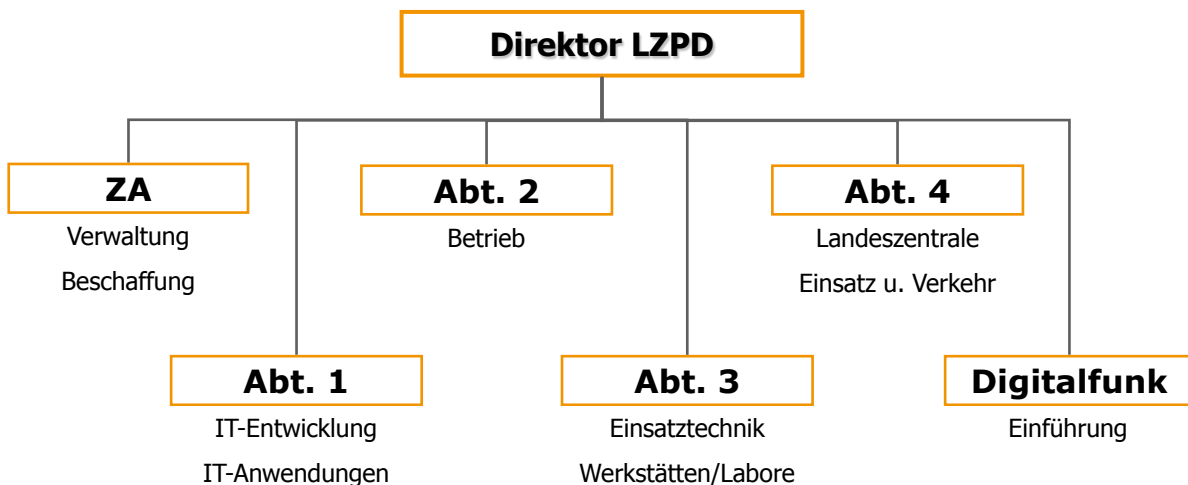 Direktor LZPD
ZA
Verwaltung
Beschaffung
Abt. 2
Betrieb
Abt. 4
Landeszentrale
Einsatz u. Verkehr
Abt. 1
IT-Entwicklung
IT-Anwendungen
Abt. 3
Einsatztechnik
Werkstätten/Labore
Digitalfunk
Einführung